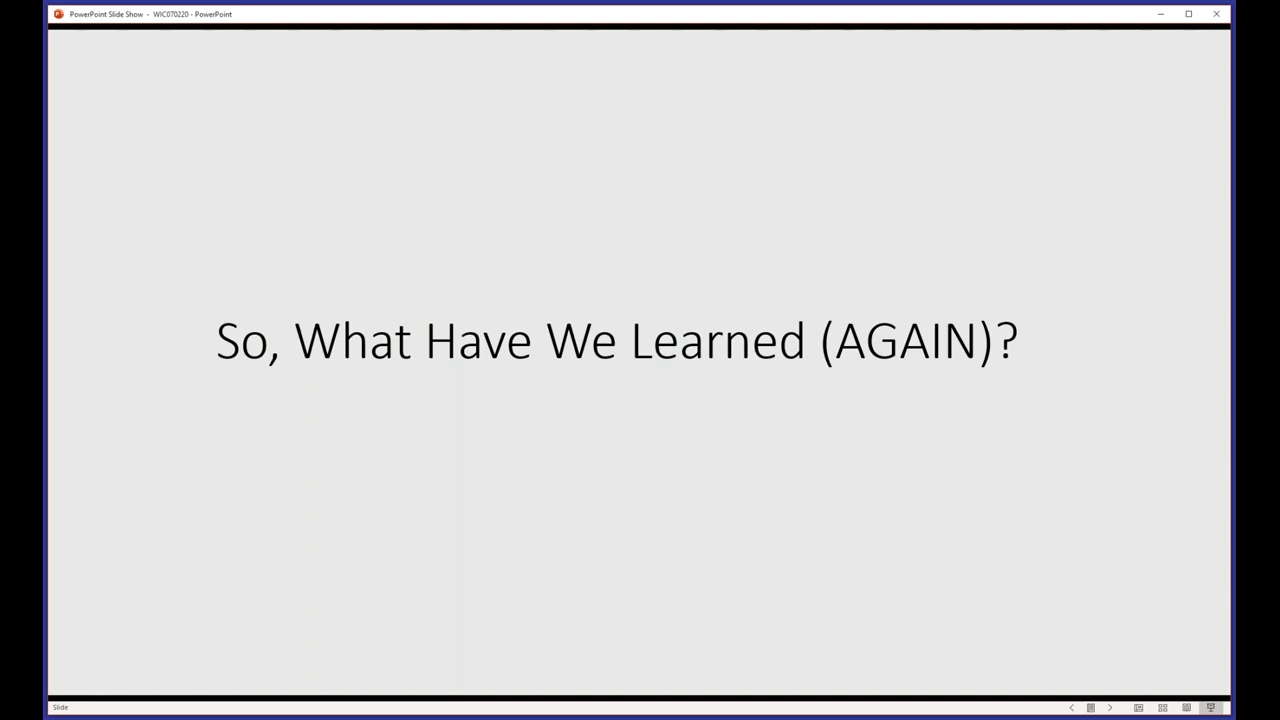 PowerPoint Slide Show - WIC070220 - PowerPoint
So, What Have We Learned (AGAIN)?
Slide